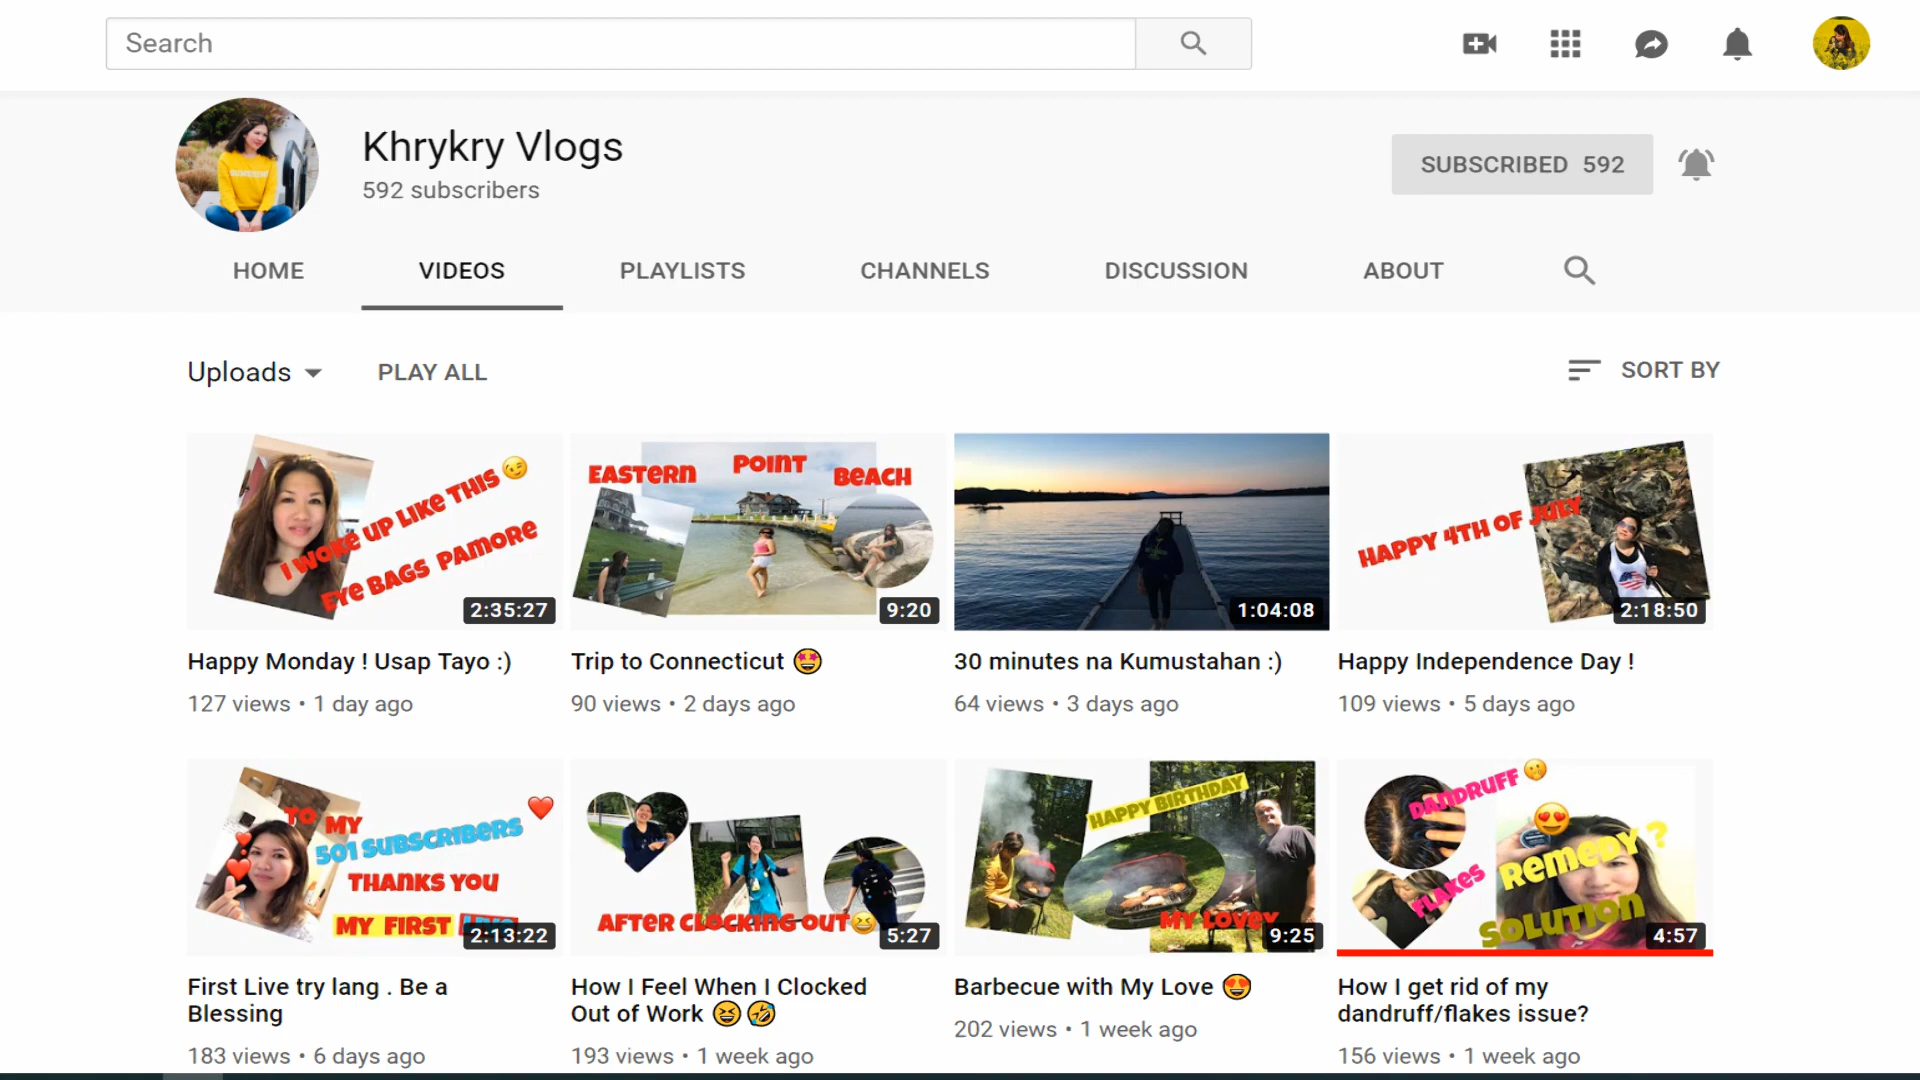 Search
Khrykry Vlogs
592 subscribers
SUBSCRIBED 592
HOME VIDEOS PLAYLISTS CHANNELS DISCUSSION ABOUT
Uploads PLAY ALL SORT BY
I WOKE UP LIKE THIS
EYE BAGS PAMORE
2:35:27
EASTERN POINT BEACH
9:20
1:04:08
HAPPY 4TH OF JULY
2:18:50
Happy Monday ! Usap Tayo :)
127 views • 1 day ago
Trip to Connecticut
90 views • 2 days ago
30 minutes na Kumustahan :)
64 views • 3 days ago
Happy Independence Day !
109 views • 5 days ago
TO MY
501 SUBSCRIBERS
THANKS YOU
MY FIRST
2:13:22
AFTER CLOCKING OUT
5:27
HAPPY BIRTHDAY
MY LOVEY
9:25
DANDRUFF
FLAKES
REMEDY ?
SOLUTION
4:57
First Live try lang . Be a
Blessing
183 views • 6 days ago
How I Feel When I Clocked
Out of Work
193 views • 1 week ago
Barbecue with My Love
202 views • 1 week ago
How I get rid of my
dandruff/flakes issue?
156 views • 1 week ago